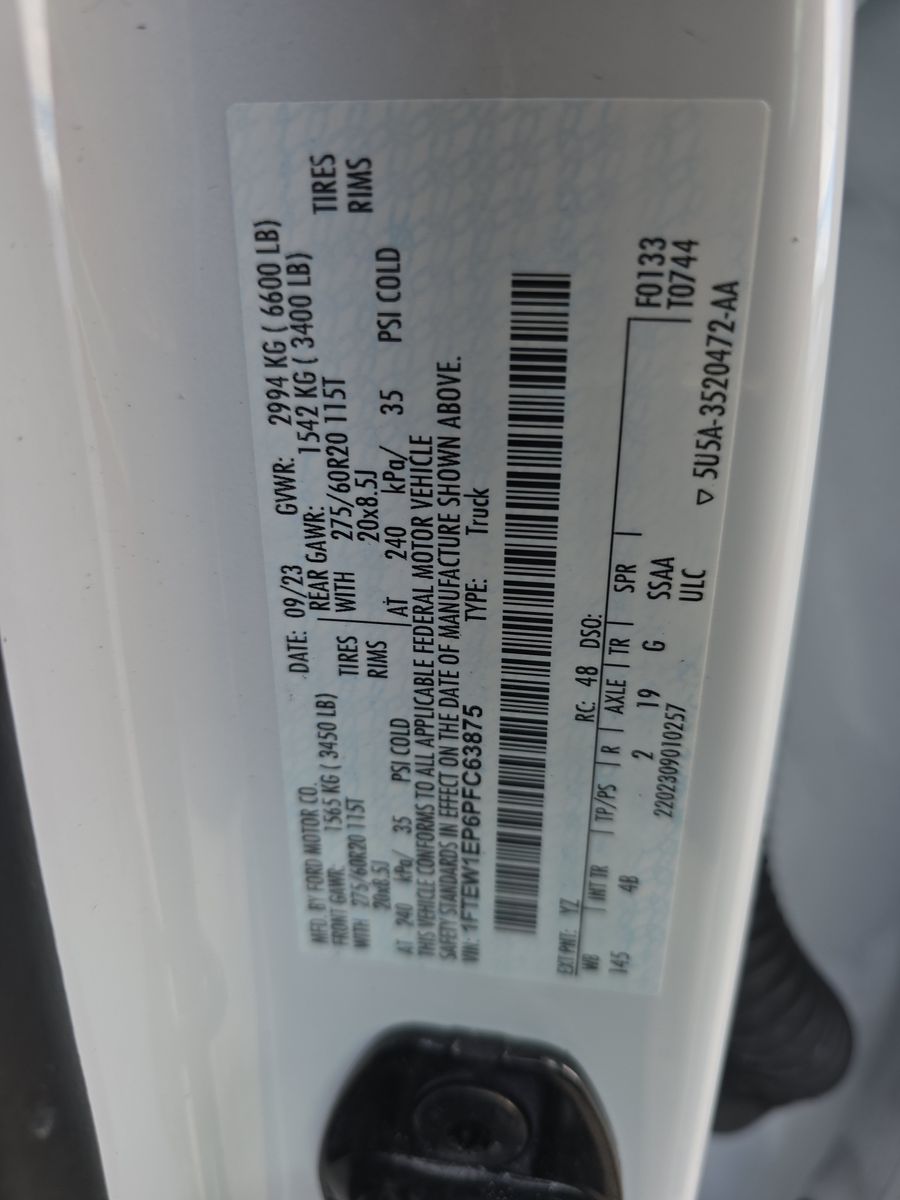 MFD. BY FORD MOTOR CO. DATE: 09/23 GVWR: 2994 KG ( 6600 LB)
FRONT GAWR: 1565 KG ( 3450 LB) REAR GAWR: 1542 KG ( 3400 LB)
WITH 275/60R20 115T TIRES WITH 275/60R20 115T TIRES
20x8.5J RIMS 20x8.5J RIMS
AT 240 kPa/ 35 PSI COLD AT 240 kPa/ 35 PSI COLD
THIS VEHICLE CONFORMS TO ALL APPLICABLE FEDERAL MOTOR VEHICLE
SAFETY STANDARDS IN EFFECT ON THE DATE OF MANUFACTURE SHOWN ABOVE.
VIN: 1FTEW1EP6PFC63875 TYPE: Truck
EXT PNT: YZ RC: 48 DSO:
WB INT TR TP/PS R AXLE TR SPR F0133
145 4B 2 19 G SSAA T0744
2202309010257 ULC
▽ 5U5A-3520472-AA